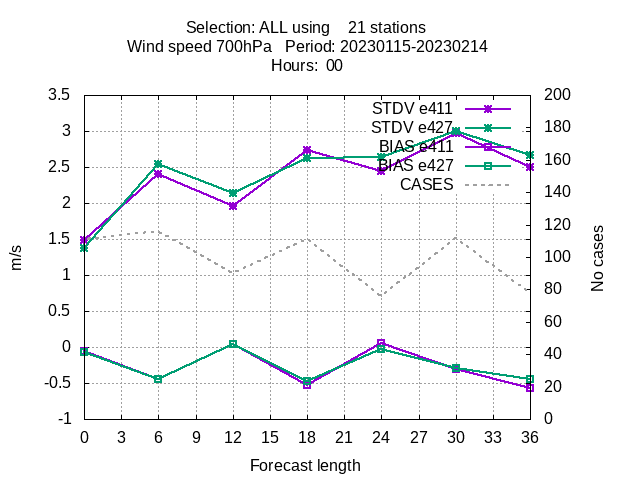 Selection: ALL using 21 stations
Wind speed 700hPa Period: 20230115-20230214
Hours: 00
3.5
3
2.5
2
1.5
1
0.5
0
-0.5
-1
m/s
STDV e411
STDV e427
BIAS e411
BIAS e427
CASES
200
180
160
140
120
100
80
60
40
20
0
No cases
0 3 6 9 12 15 18 21 24 27 30 33 36
Forecast length